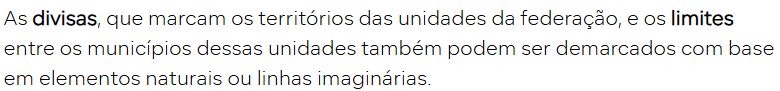 As divisas, que marcam os territórios das unidades da federação, e os limites
entre os municípios dessas unidades também podem ser demarcados com base
em elementos naturais ou linhas imaginárias.